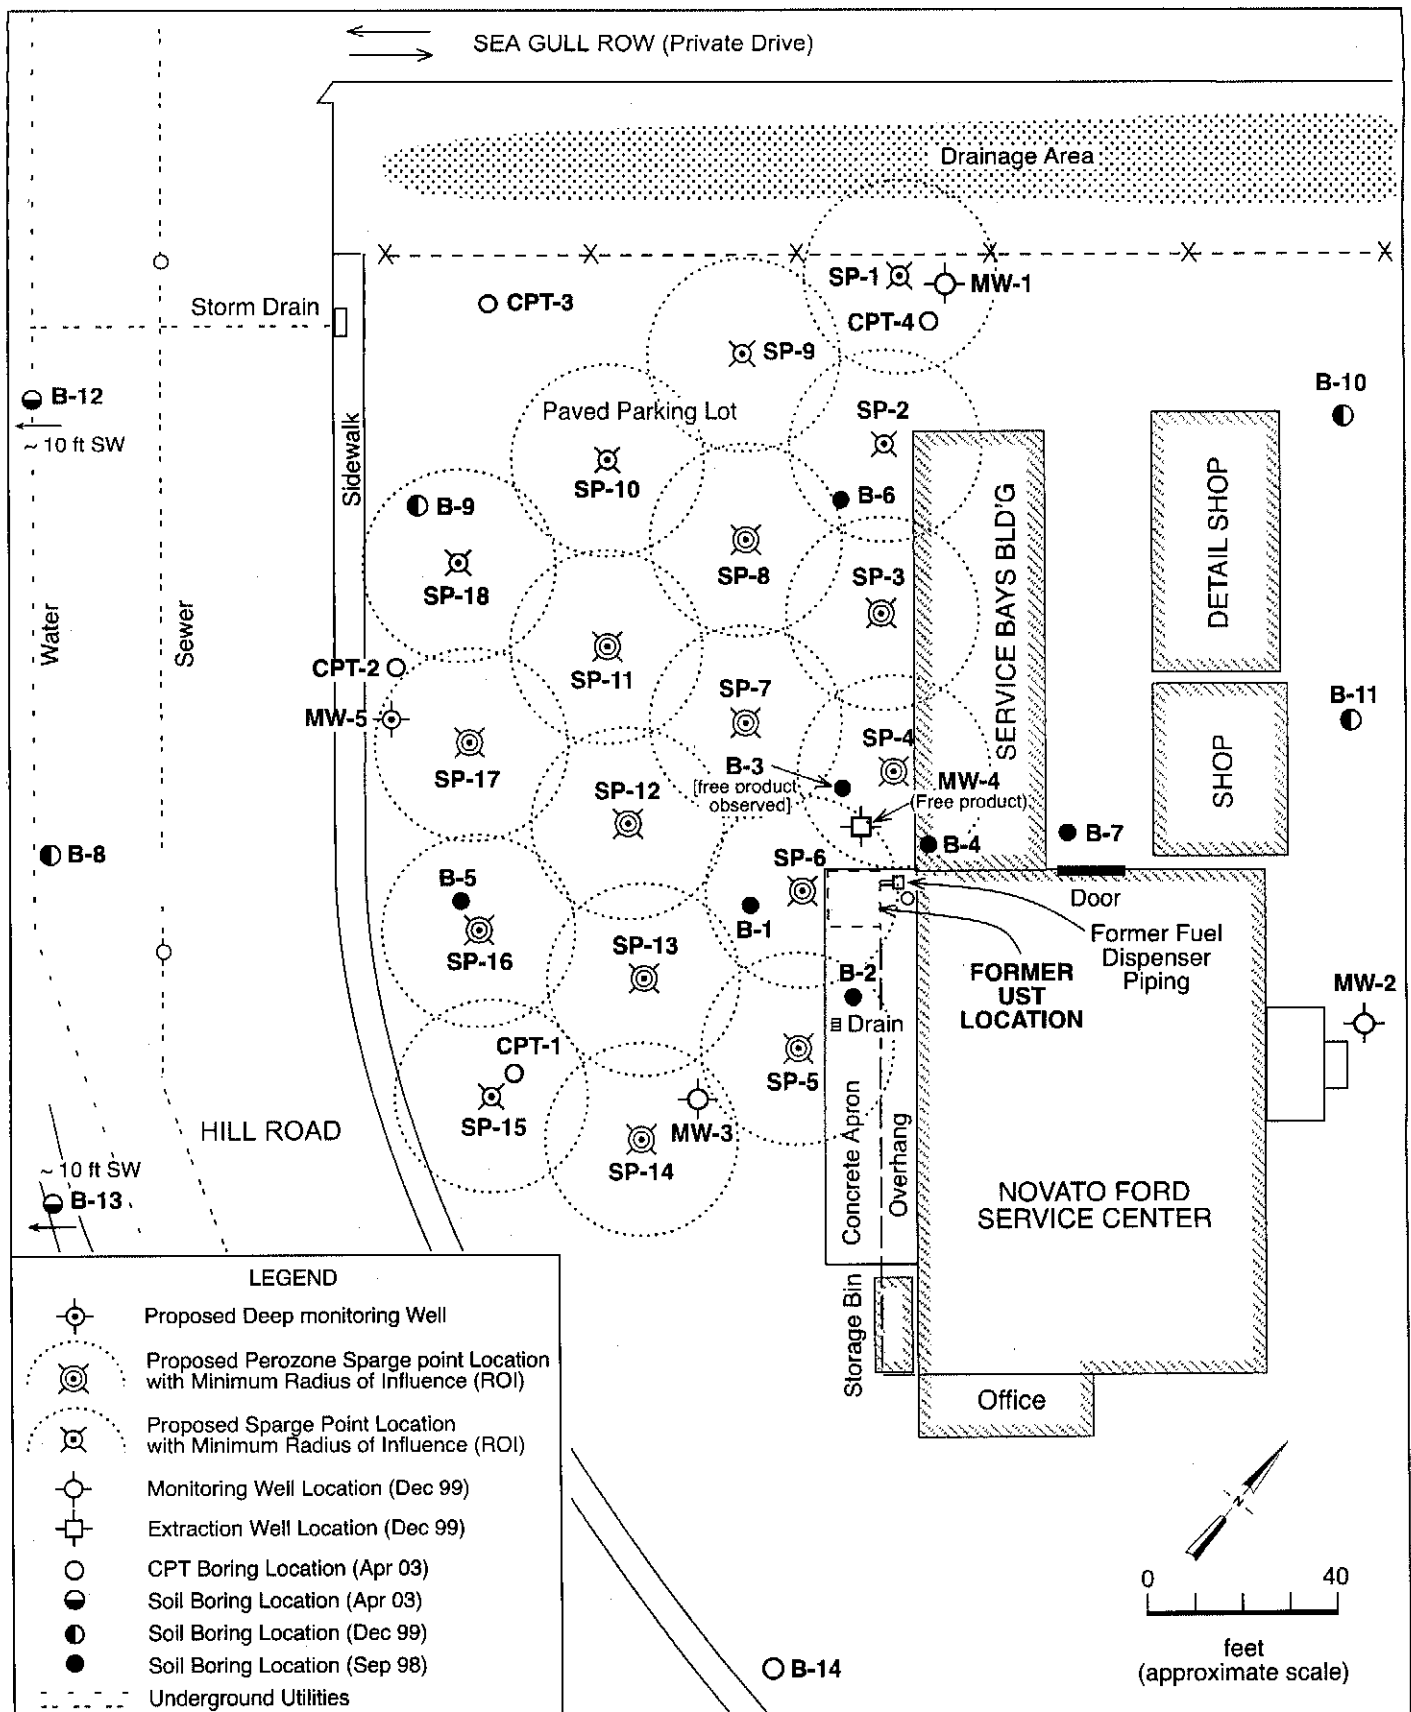 SEA GULL ROW (Private Drive)
Drainage Area
SP-1
MW-1
CPT-3
CPT-4
Storm Drain
SP-9
B-12
~ 10 ft SW
B-10
Paved Parking Lot
SP-2
Sidewalk
SP-10
B-9
B-6
SP-8
SP-3
SP-18
SERVICE BAYS BLD'G
DETAIL SHOP
Water
Sewer
CPT-2
SP-11
SP-7
MW-5
B-11
SP-17
SP-4
B-3
[free product
observed]
MW-4
(Free product)
SHOP
SP-12
B-7
B-4
B-8
SP-6
B-5
B-1
Door
Former Fuel
Dispenser
Piping
SP-16
SP-13
B-2
FORMER
UST
LOCATION
MW-2
Drain
CPT-1
SP-5
SP-15
MW-3
SP-14
HILL ROAD
Concrete Apron
Overhang
~ 10 ft SW
B-13
NOVATO FORD
SERVICE CENTER
Storage Bin
Office
LEGEND
Proposed Deep monitoring Well
Proposed Perozone Sparge point Location
with Minimum Radius of Influence (ROI)
Proposed Sparge Point Location
with Minimum Radius of Influence (ROI)
Monitoring Well Location (Dec 99)
Extraction Well Location (Dec 99)
CPT Boring Location (Apr 03)
Soil Boring Location (Apr 03)
Soil Boring Location (Dec 99)
Soil Boring Location (Sep 98)
Underground Utilities
B-14
N
0 40
feet
(approximate scale)